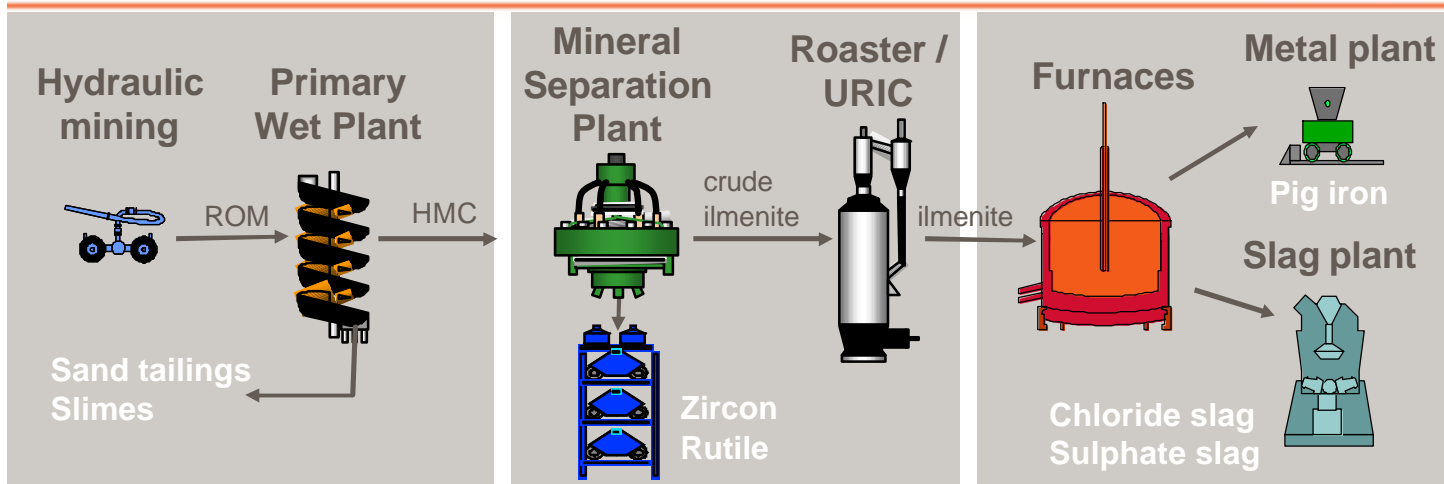 Hydraulic
mining
ROM
Primary
Wet Plant
HMC
Sand tailings
Slimes
Mineral
Separation
Plant
crude
ilmenite
Zircon
Rutile
Roaster /
URIC
ilmenite
Furnaces
Metal plant
Pig iron
Slag plant
Chloride slag
Sulphate slag